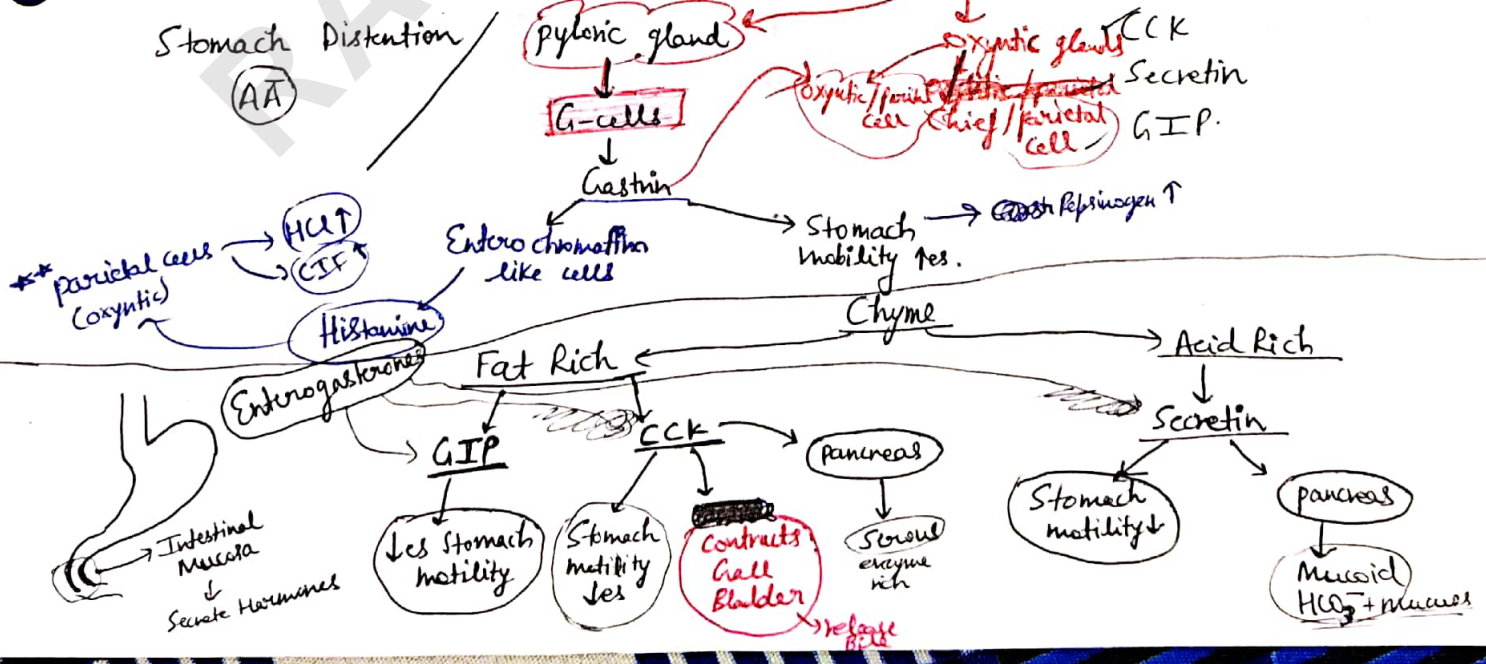 Stomach Distention
AA
pyloric gland
Oxyntic glands
CCK
Secretin
GIP.
G-cells
oxyntic/pariet
cell
Chief/parietal
cell
Gastrin
Stomach
mobility ↑es.
Pepsinogen ↑
Entero chromaffin
like cells
** parietal cells
(oxyntic)
HCl ↑
CIF ↑
Histamine
Chyme
Fat Rich
Acid Rich
Enterogasterones
GIP
CCK
pancreas
Secretin
↓es Stomach
motility
Stomach
motility
↓es
Contracts
Gall
Bladder
release
Bile
Serous
enzyme
rich
Stomach
motility ↓
pancreas
Mucoid
HCO3- + mucus
Intestinal
Mucosa
↓
Secrete Hormones